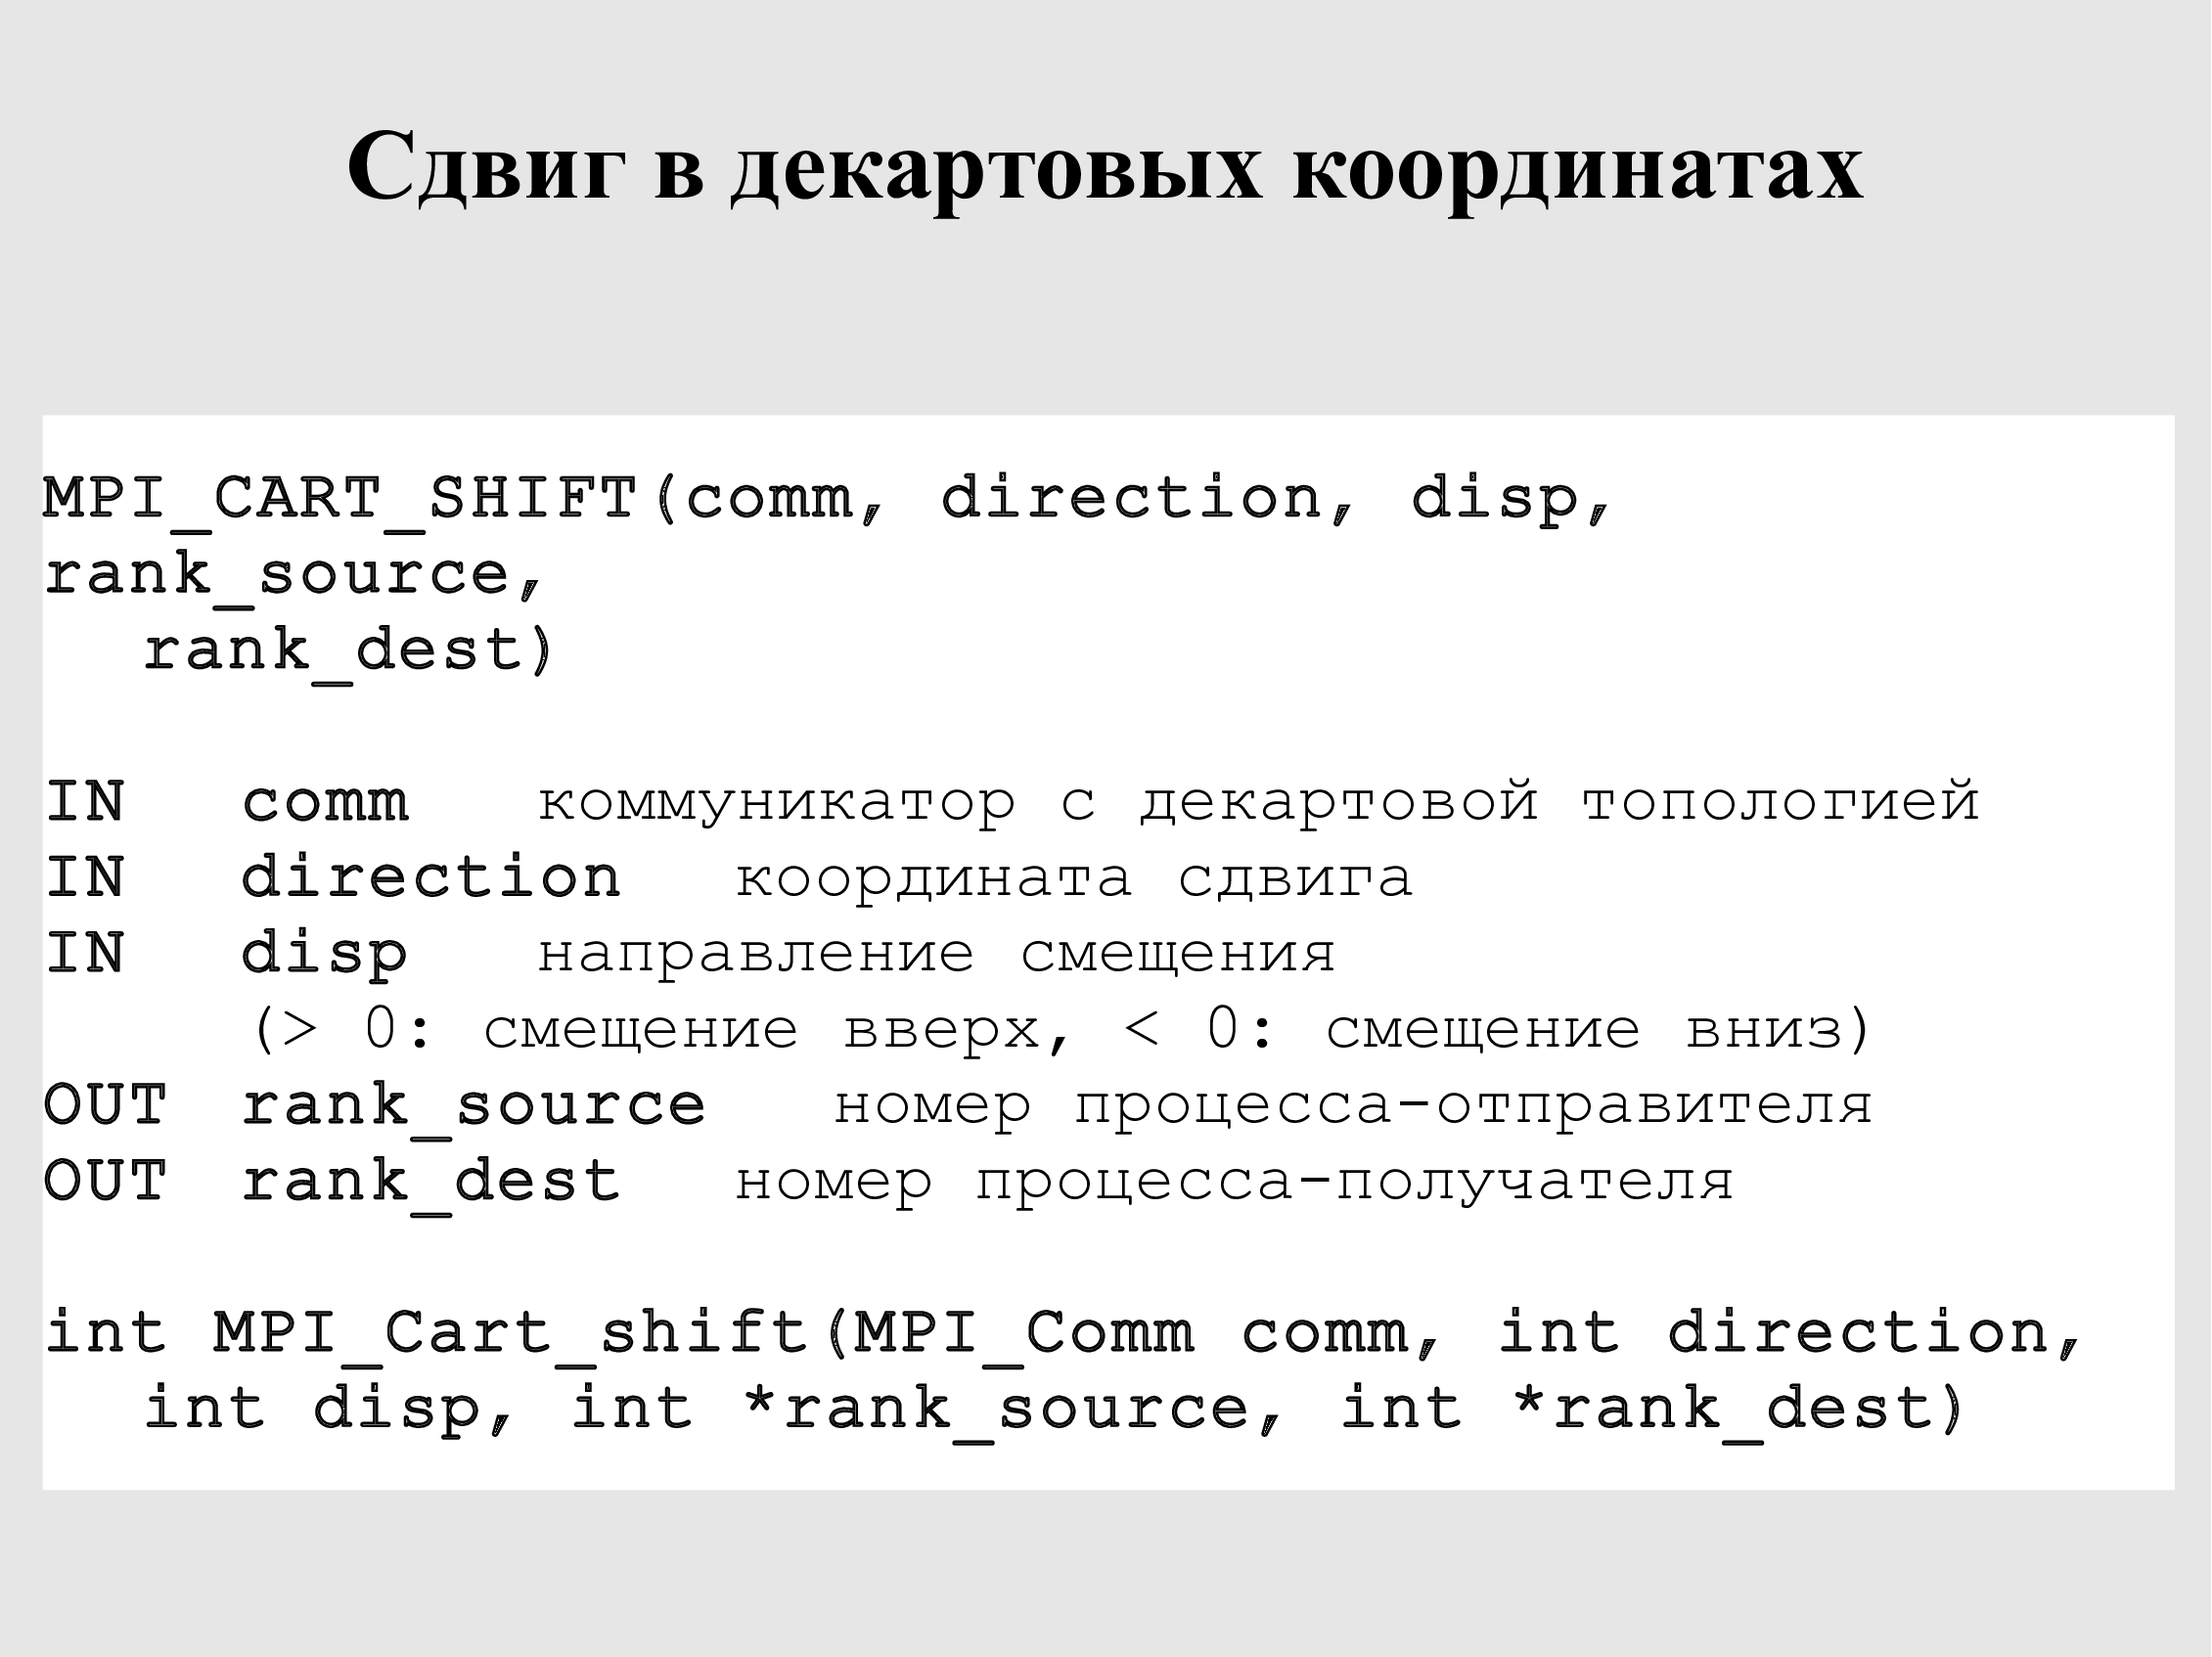 Сдвиг в декартовых координатах
MPI_CART_SHIFT(comm, direction, disp,
rank_source,
rank_dest)
IN comm коммуникатор с декартовой топологией
IN direction координата сдвига
IN disp направление смещения
(> 0: смещение вверх, < 0: смещение вниз)
OUT rank_source номер процесса-отправителя
OUT rank_dest номер процесса-получателя
int MPI_Cart_shift(MPI_Comm comm, int direction,
int disp, int *rank_source, int *rank_dest)